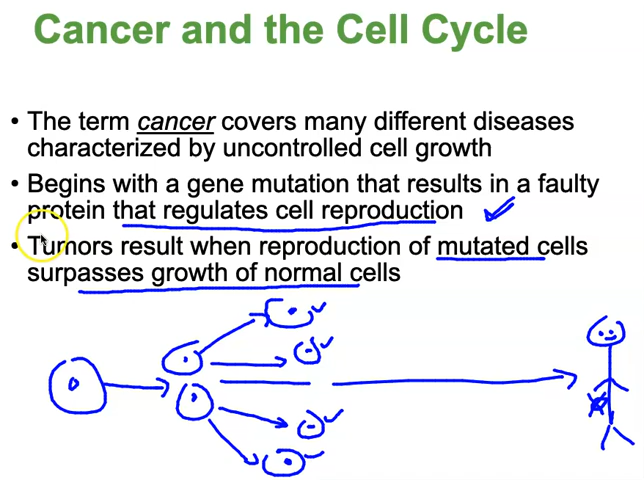 Cancer and the Cell Cycle
• The term cancer covers many different diseases
characterized by uncontrolled cell growth
• Begins with a gene mutation that results in a faulty
protein that regulates cell reproduction
• Tumors result when reproduction of mutated cells
surpasses growth of normal cells